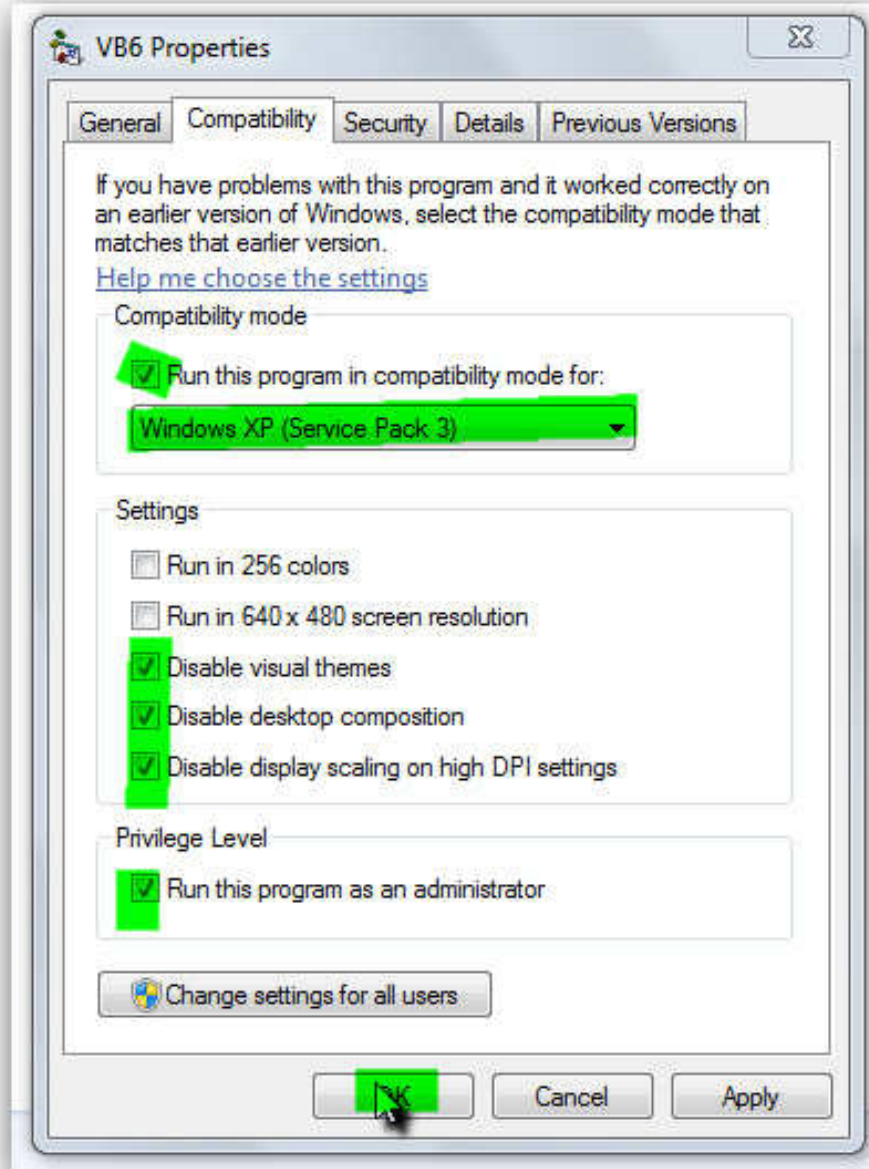 VB6 Properties
General Compatibility Security Details Previous Versions
If you have problems with this program and it worked correctly on
an earlier version of Windows, select the compatibility mode that
matches that earlier version.
Help me choose the settings
Compatibility mode
Run this program in compatibility mode for:
Windows XP (Service Pack 3)
Settings
Run in 256 colors
Run in 640 x 480 screen resolution
Disable visual themes
Disable desktop composition
Disable display scaling on high DPI settings
Privilege Level
Run this program as an administrator
Change settings for all users
OK Cancel Apply